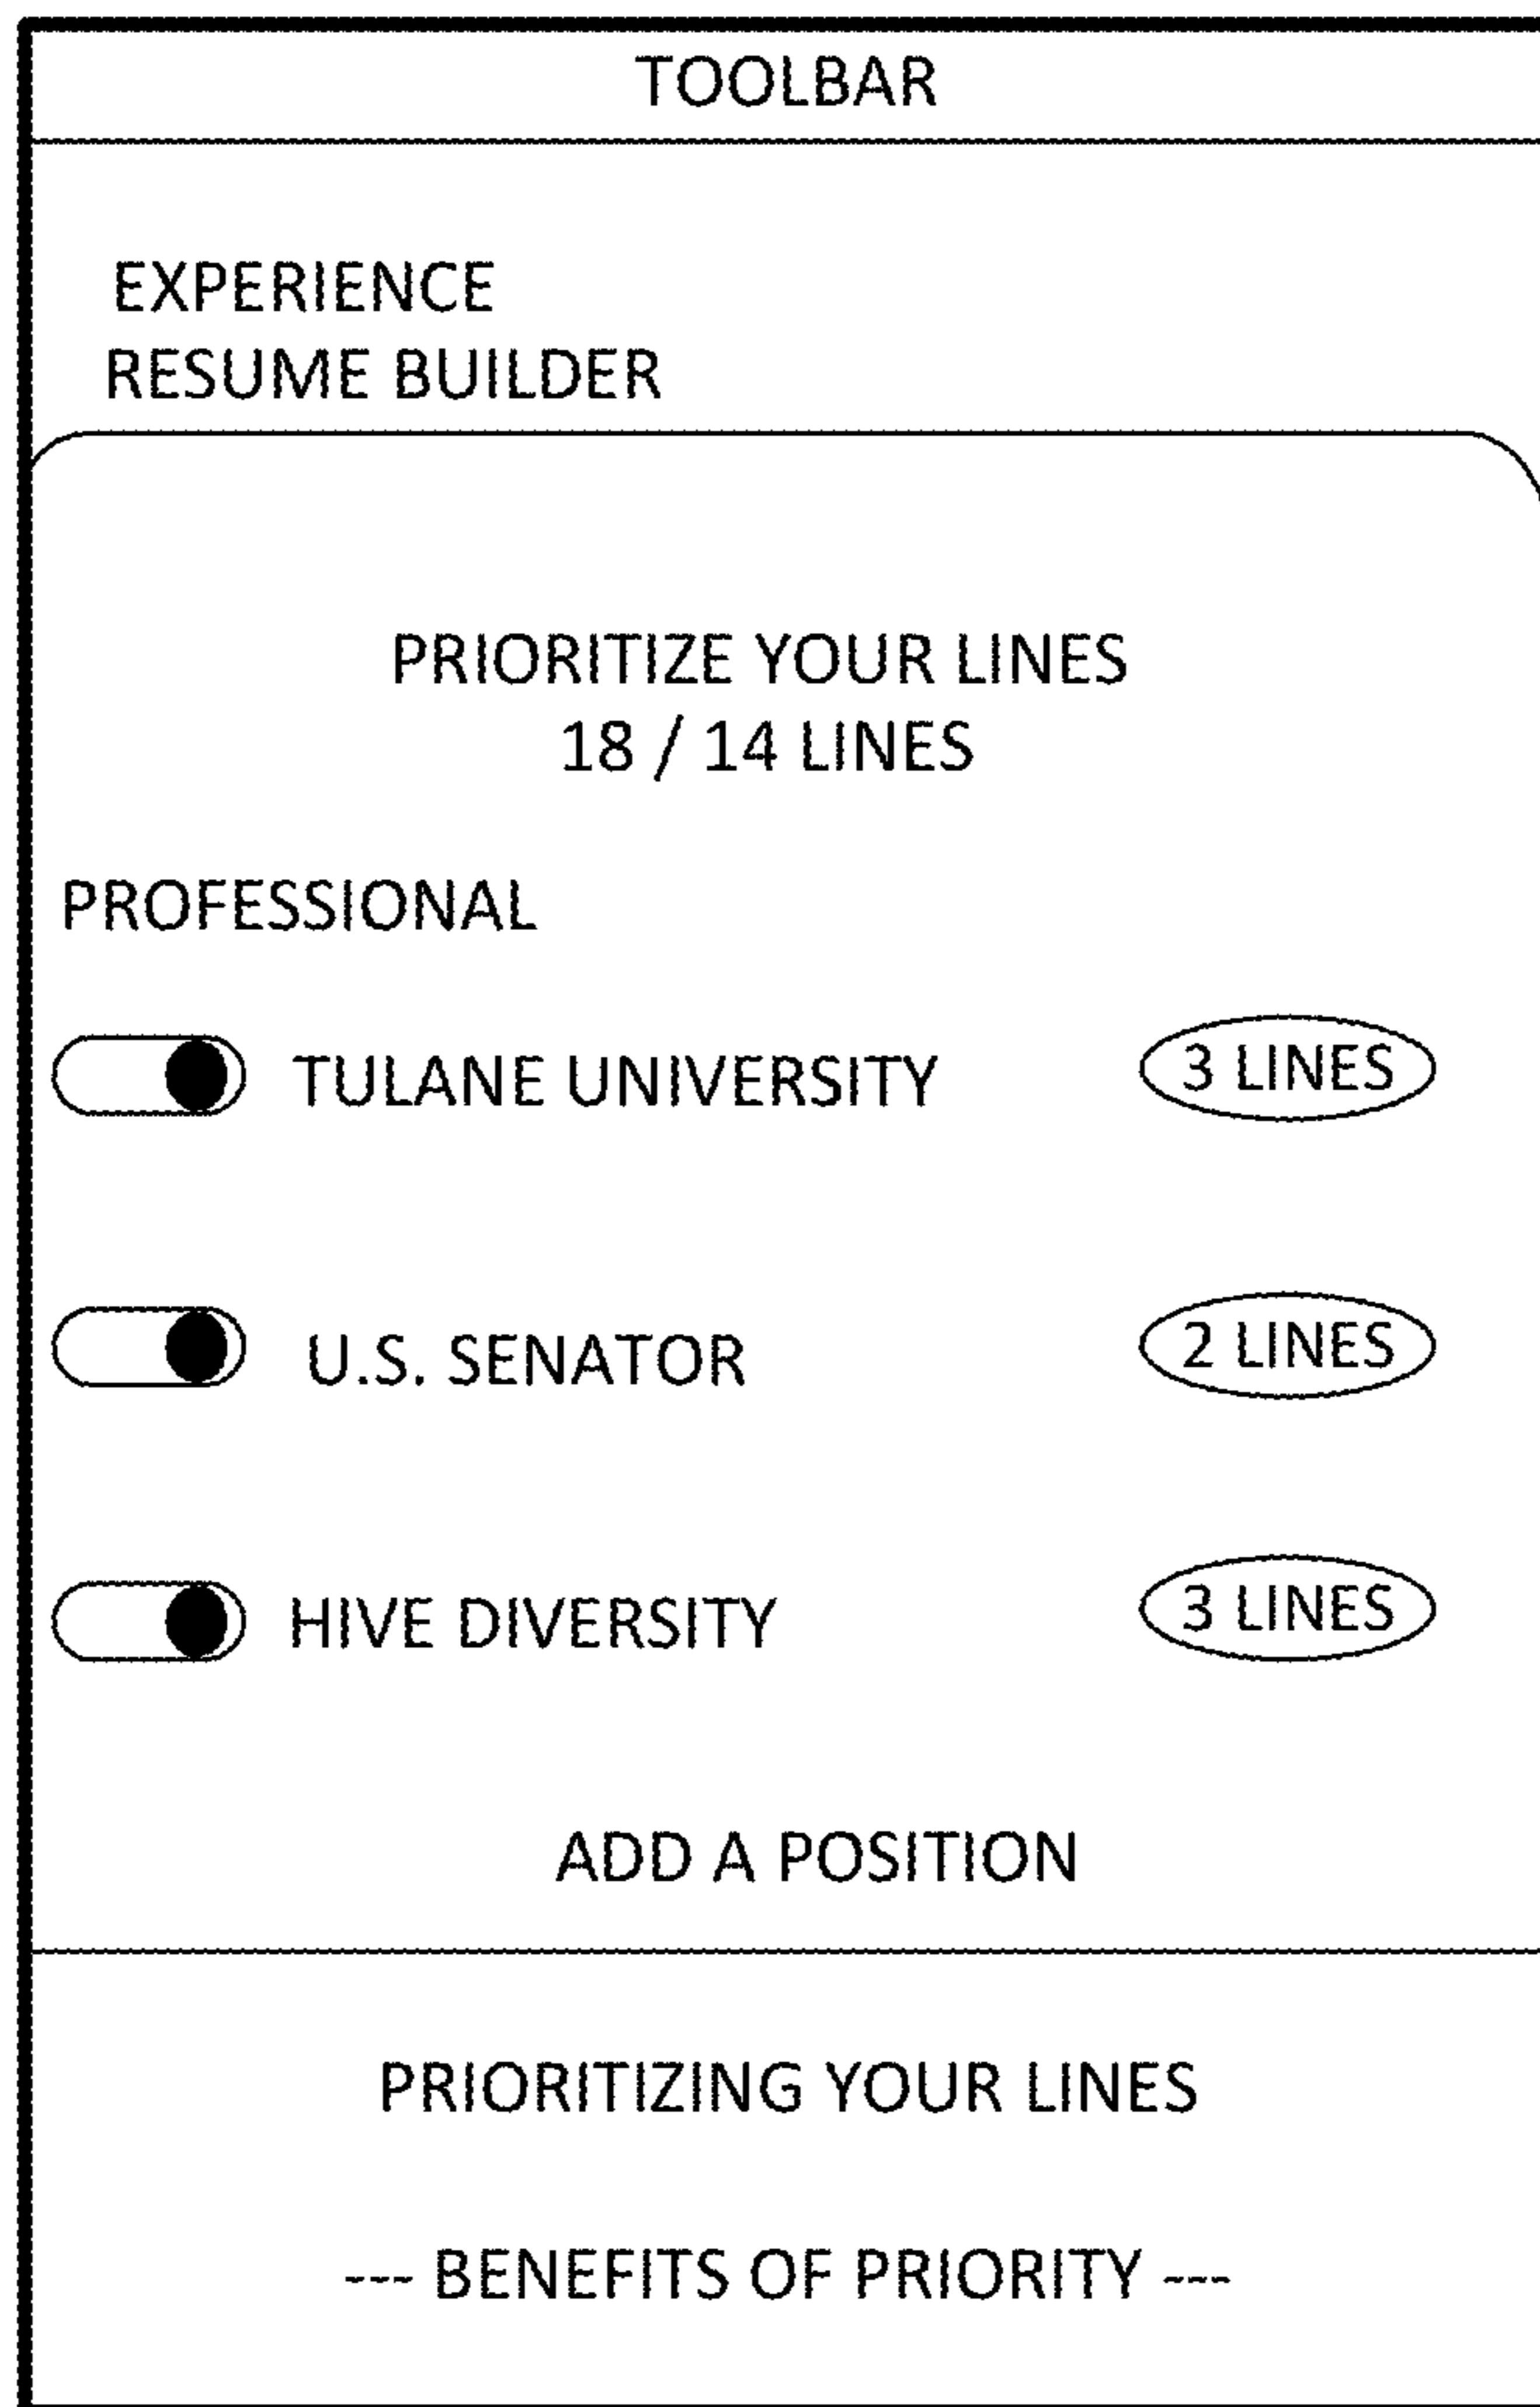 TOOLBAR
EXPERIENCE
RESUME BUILDER
PRIORITIZE YOUR LINES
18 / 14 LINES
PROFESSIONAL
TULANE UNIVERSITY 3 LINES
U.S. SENATOR 2 LINES
HIVE DIVERSITY 3 LINES
ADD A POSITION
PRIORITIZING YOUR LINES
--- BENEFITS OF PRIORITY ---